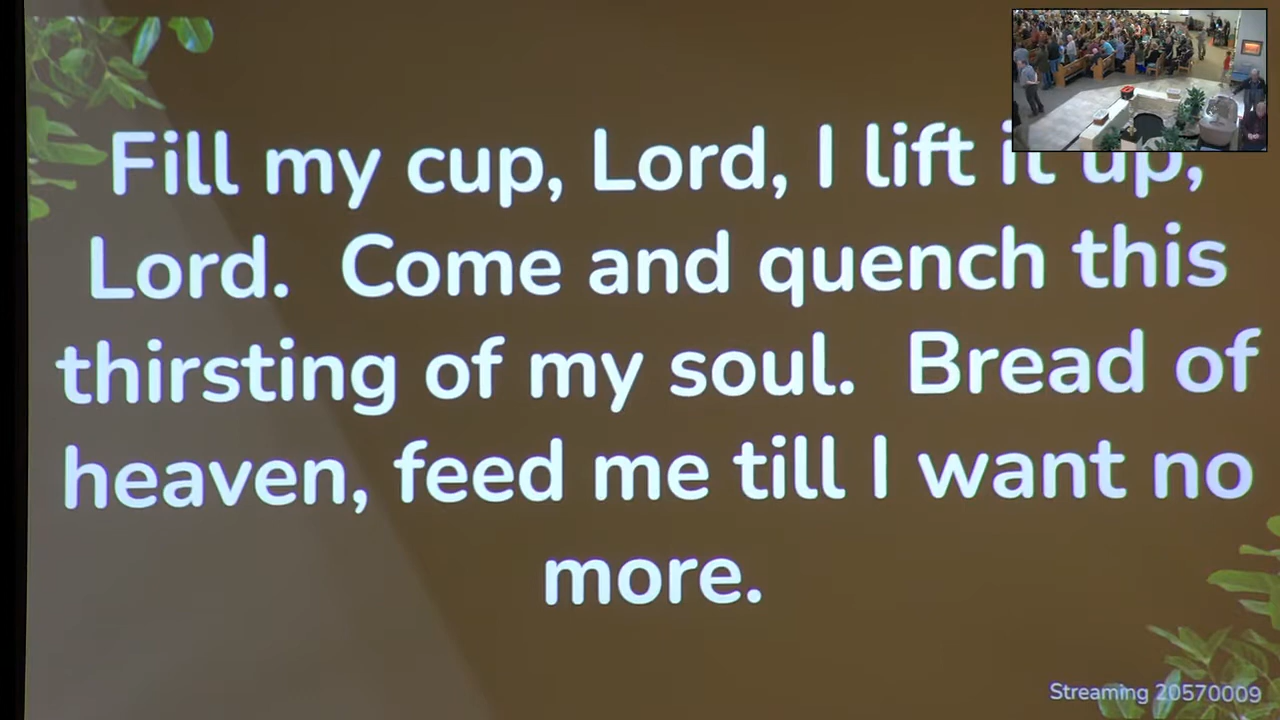 Fill my cup, Lord, I lift it up,
Lord. Come and quench this
thirsting of my soul. Bread of
heaven, feed me till I want no
more.
Streaming 20570009